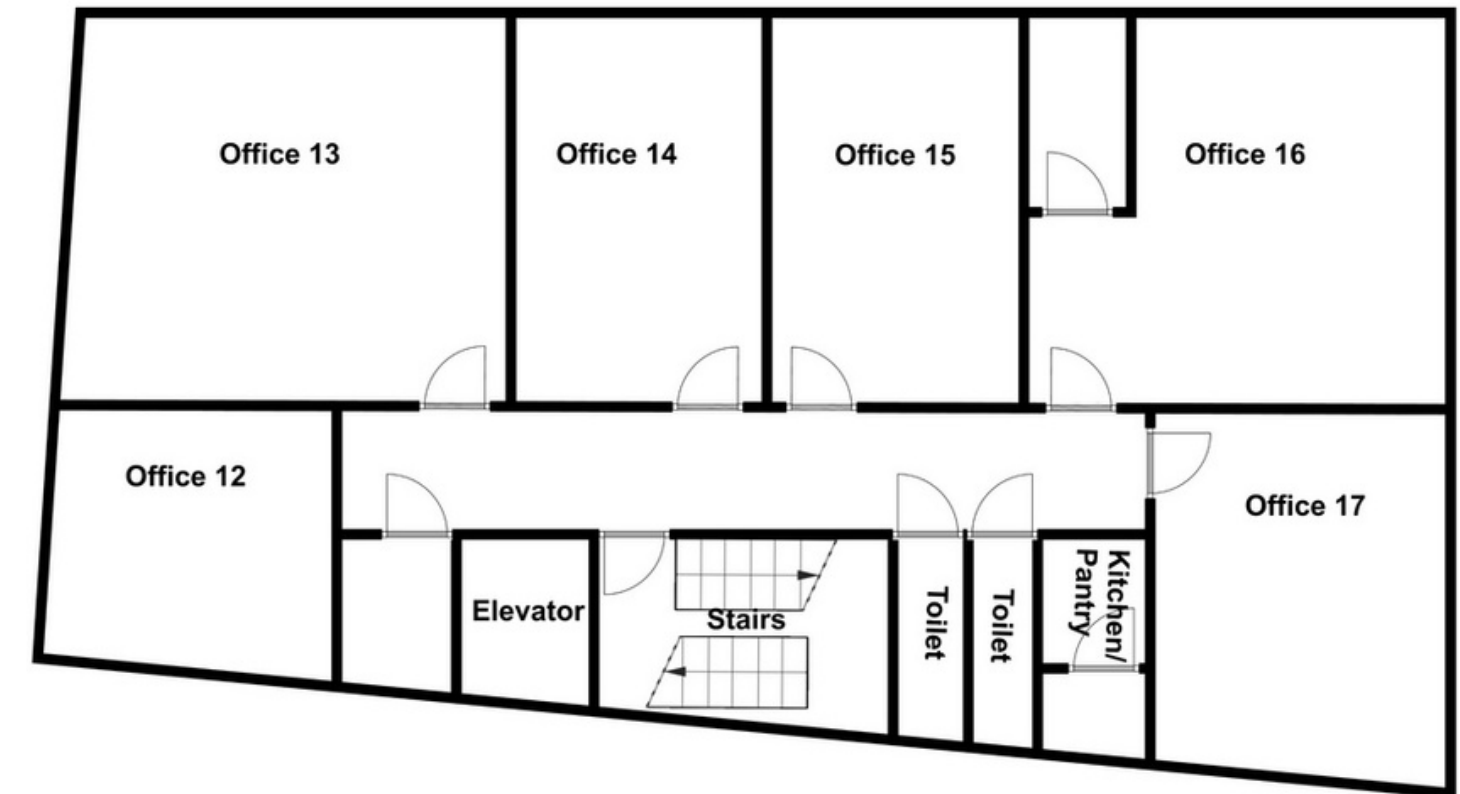 Office 13
Office 14
Office 15
Office 16
Office 12
Office 17
Elevator
Stairs
Toilet
Toilet
Kitchen/
Pantry